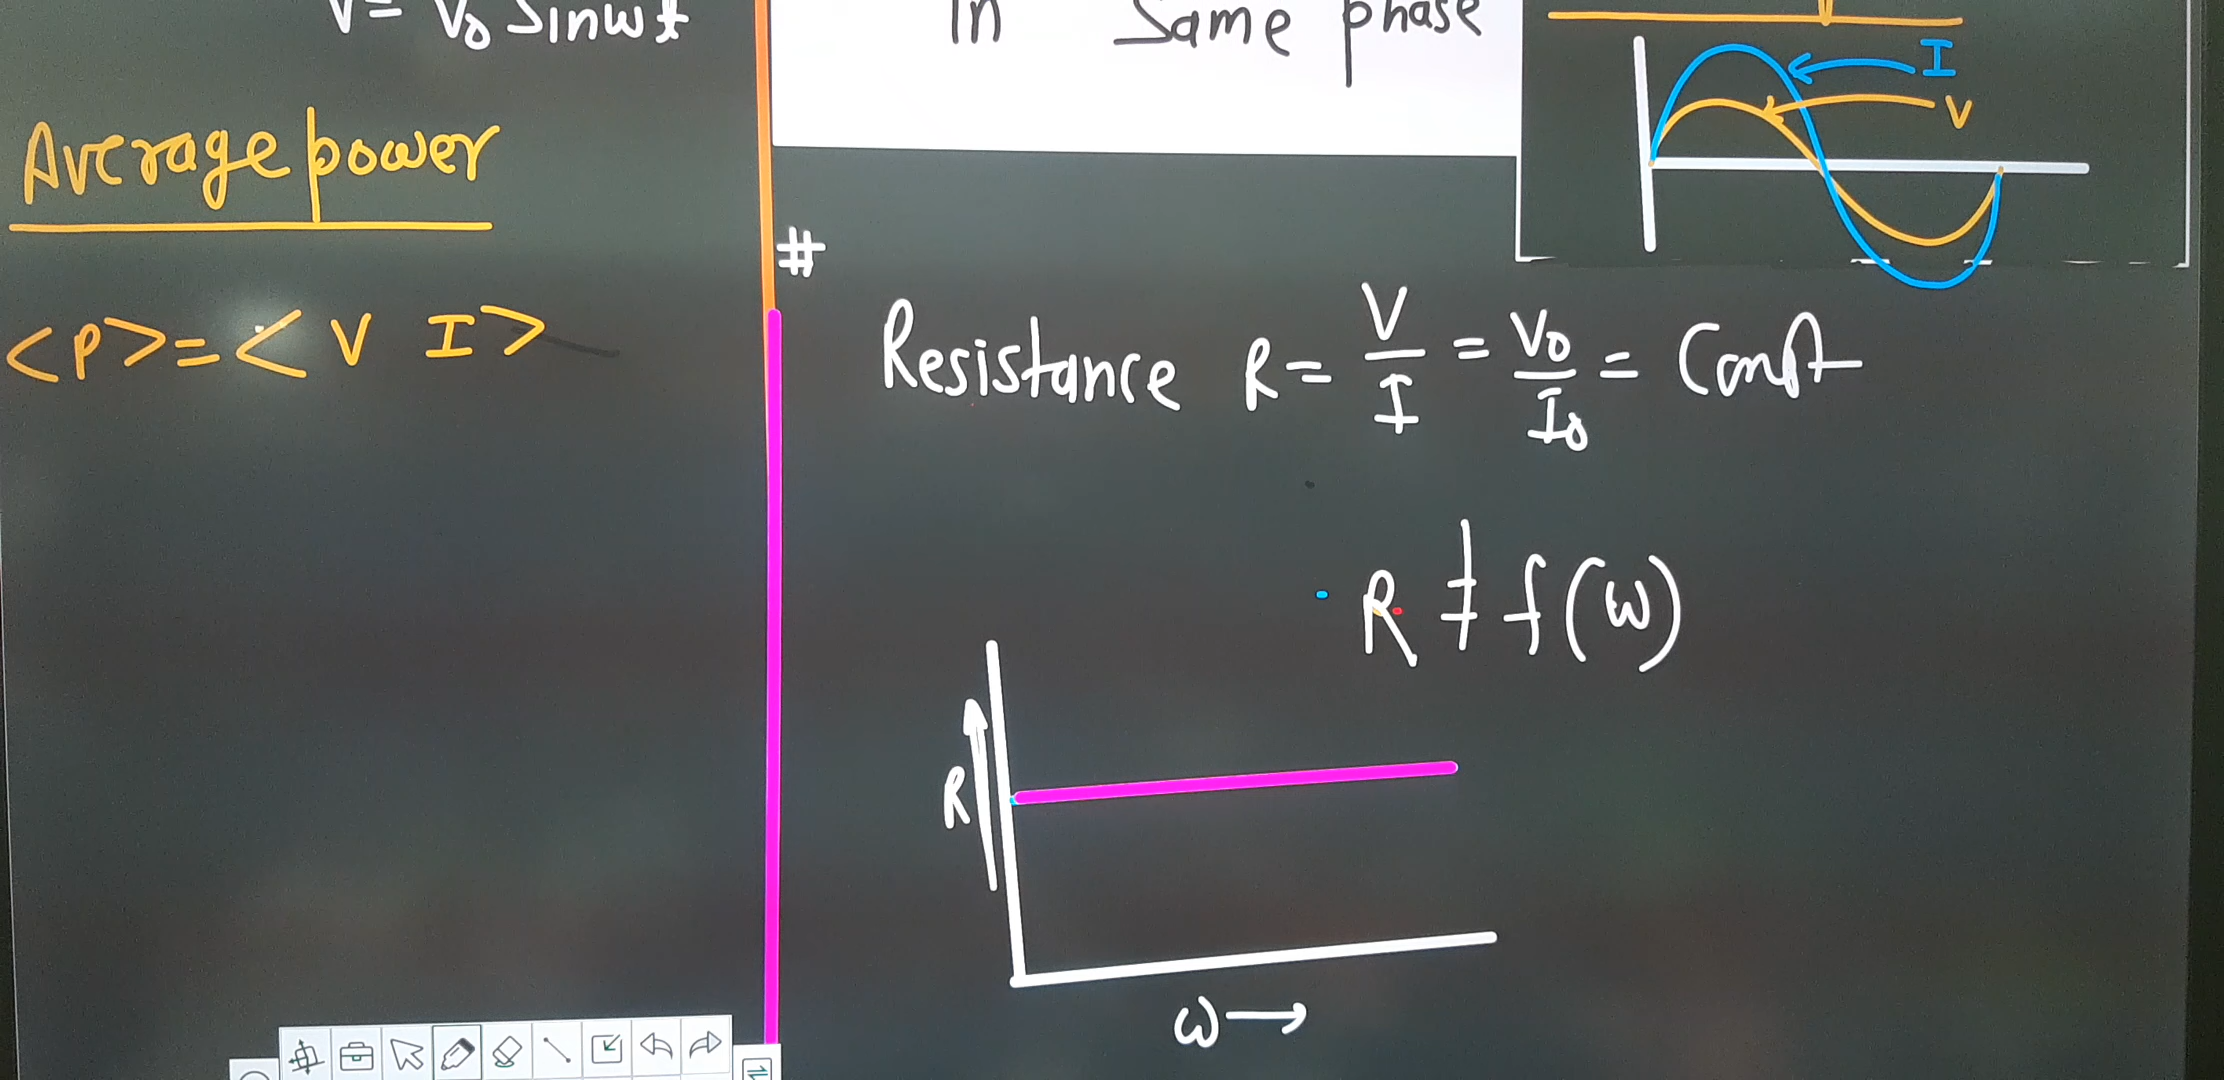 V = V₀ Sinωt
Average power
<P> = < V I >
in Same phase
I
V
#
Resistance R = V/I = V₀/I₀ = Const
R ≠ f(ω)
R
ω →